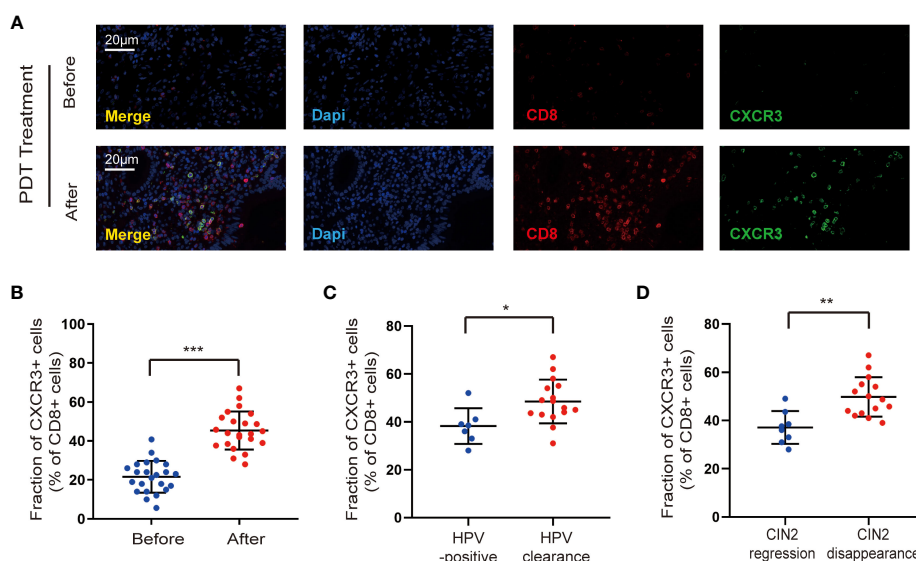 A
PDT Treatment
Before
After
20μm
Merge
Dapi
CD8
CXCR3
20μm
Merge
Dapi
CD8
CXCR3
B
Fraction of CXCR3+ cells
(% of CD8+ cells)
100
80
60
40
20
0
***
Before
After
C
Fraction of CXCR3+ cells
(% of CD8+ cells)
80
60
40
20
0
*
HPV
-positive
HPV
clearance
D
Fraction of CXCR3+ cells
(% of CD8+ cells)
80
60
40
20
0
**
CIN2
regression
CIN2
disappearance